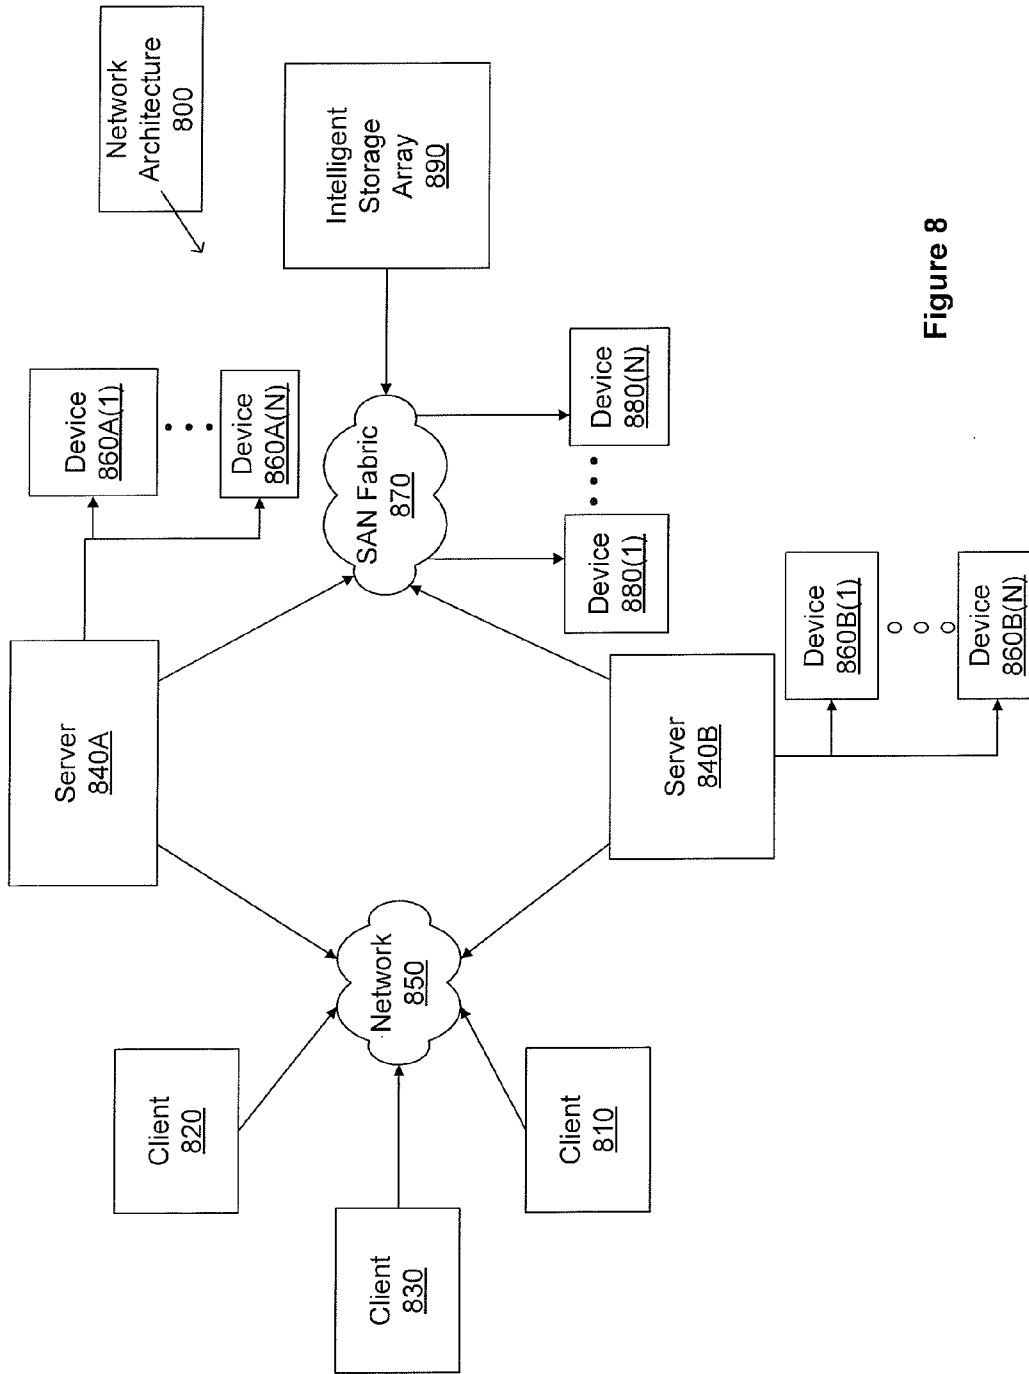 Network
Architecture
800
Client
820
Client
830
Client
810
Network
850
Server
840A
Server
840B
Device
860A(1)
Device
860A(N)
SAN Fabric
870
Intelligent
Storage
Array
890
Device
880(1)
Device
880(N)
Device
860B(1)
Device
860B(N)
Figure 8